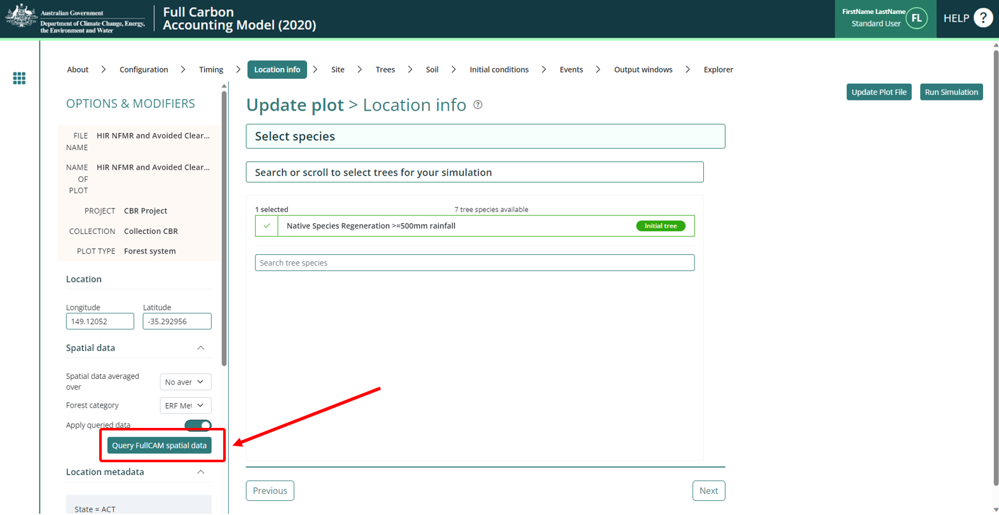 Australian Government
Department of Climate Change, Energy,
the Environment and Water
Full Carbon
Accounting Model (2020)
FirstName LastName
Standard User
FL
HELP ?
About
Configuration
Timing
Location info
Site
Trees
Soil
Initial conditions
Events
Output windows
Explorer
Update Plot File
Run Simulation
OPTIONS & MODIFIERS
FILE NAME
HIR NFMR and Avoided Clear...
NAME OF PLOT
HIR NFMR and Avoided Clear...
PROJECT CBR Project
COLLECTION Collection CBR
PLOT TYPE Forest system
Location
Longitude
Latitude
149.12052
-35.292956
Spatial data
Spatial data averaged
over
No aver
Forest category
ERF Met
Apply queried data
Query FullCAM spatial data
Location metadata
State = ACT
Update plot > Location info ?
Select species
Search or scroll to select trees for your simulation
1 selected
7 tree species available
Native Species Regeneration >=500mm rainfall
Initial tree
Search tree species
Previous
Next